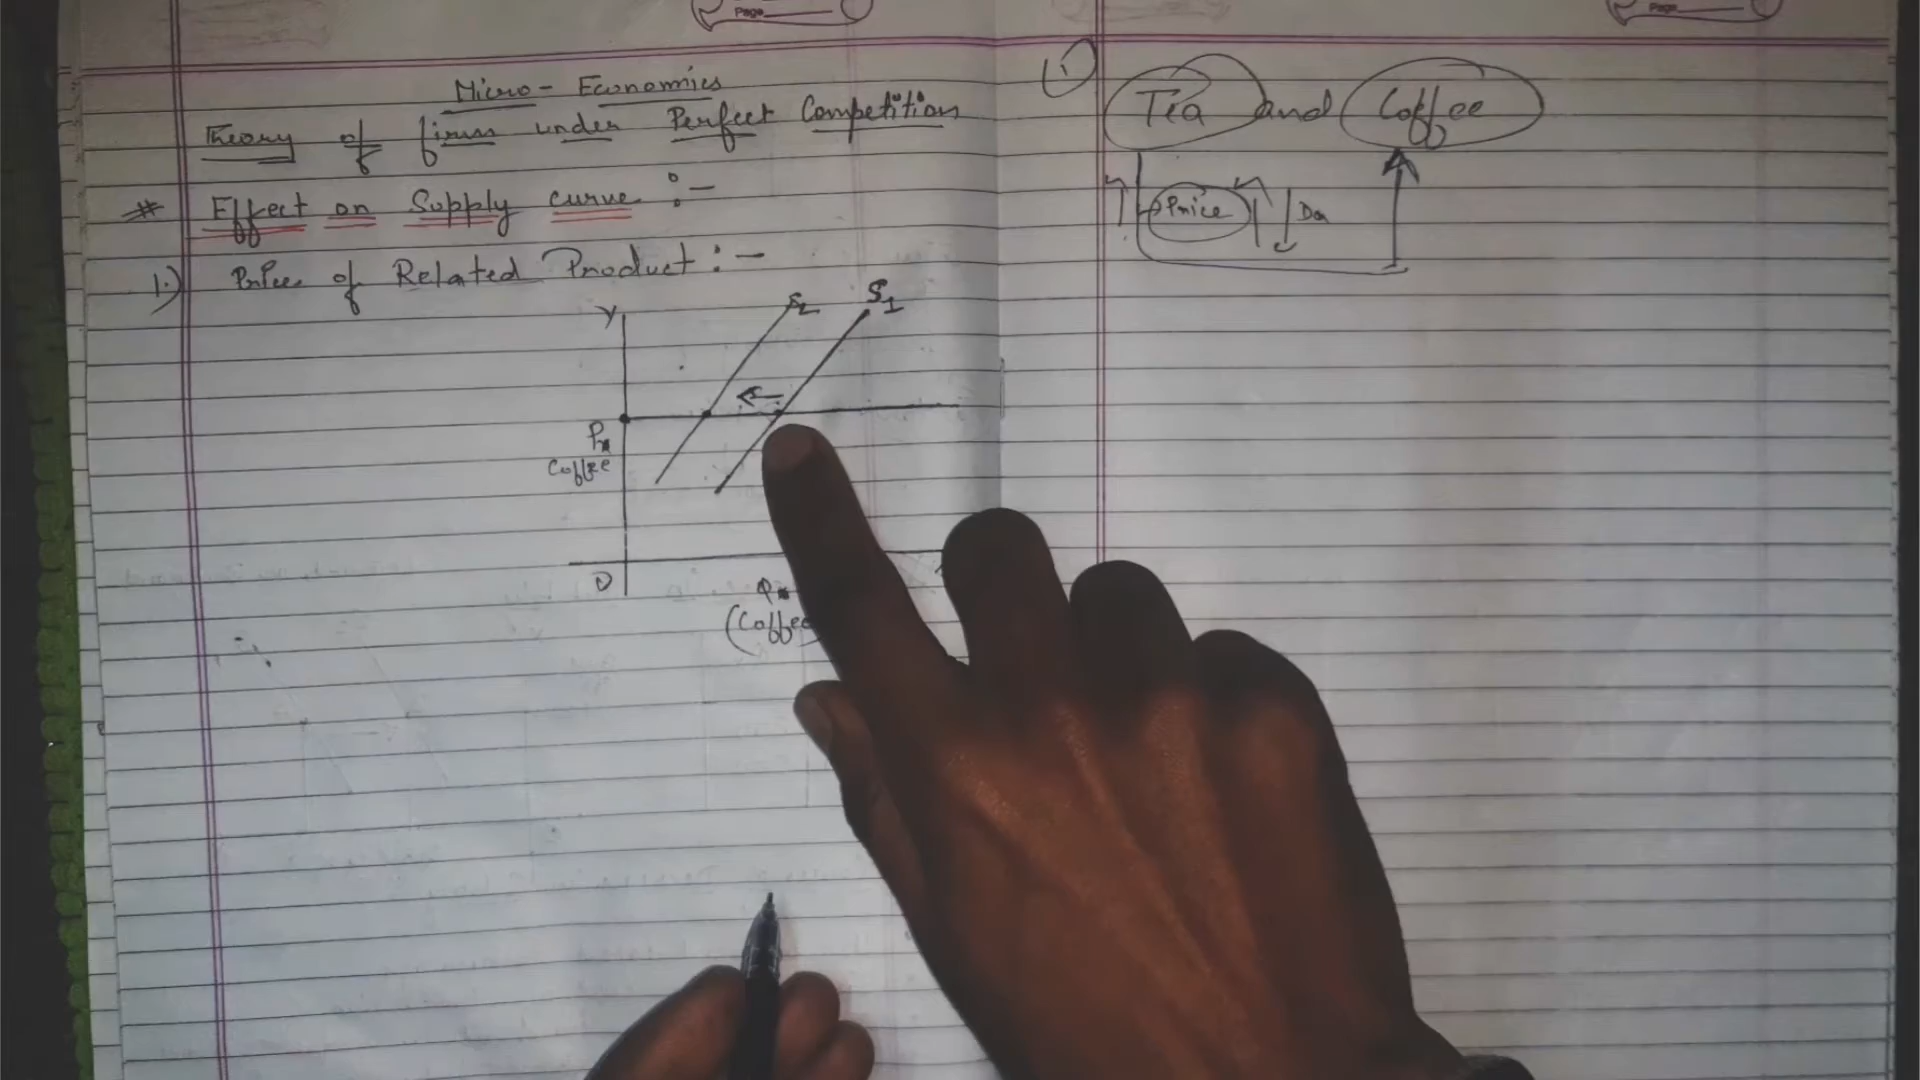 Page
Page
Micro - Economics
Theory of firms under Perfect Competition
# Effect on Supply curve :-
1.) Price of Related Product :-
Y
S2
S1
Px
Coffee
O
(Coffee
(1)
Tea and Coffee
Price